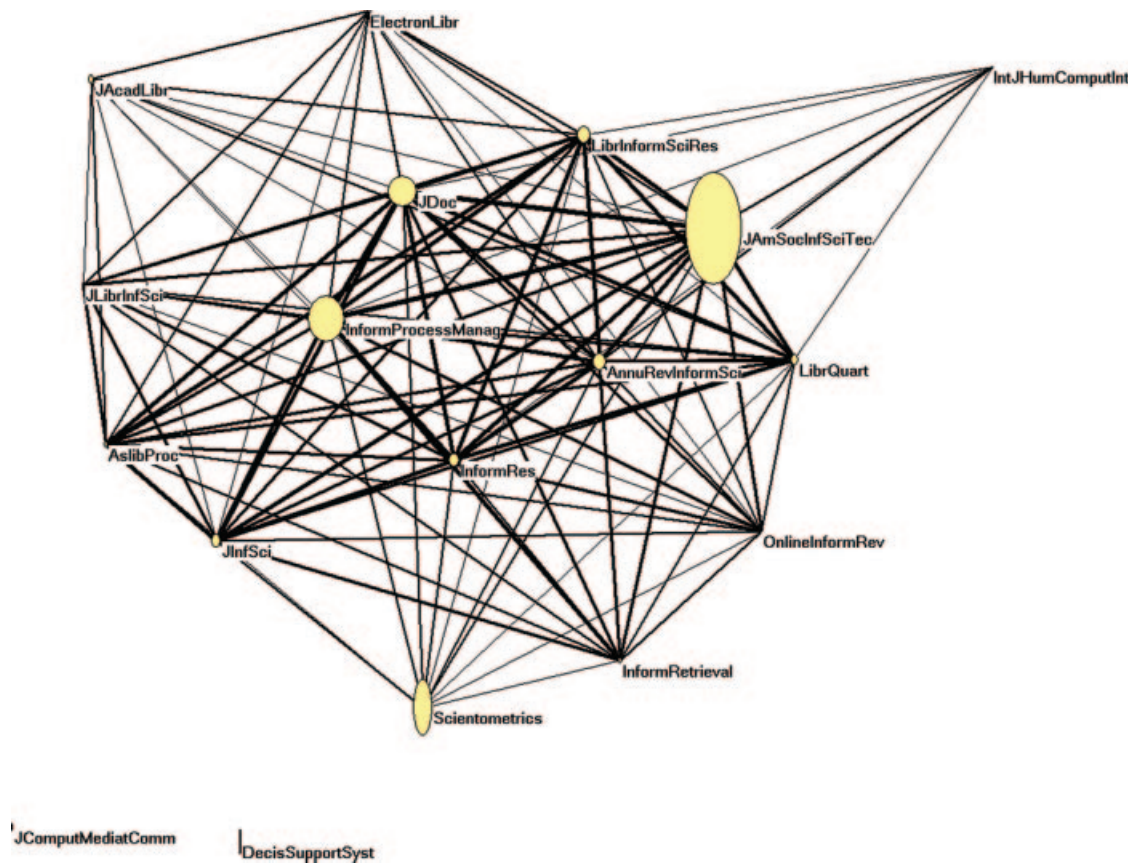 ElectronLibr
IntJHumComputInt
JAcadLibr
LibrInformSciRes
JDoc
JAmSocInfSciTec
JLibrInfSci
InformProcessManag
AnnuRevInformSci
LibrQuart
AslibProc
InformRes
JInfSci
OnlineInformRev
InformRetrieval
Scientometrics
JComputMediatComm
DecisSupportSyst